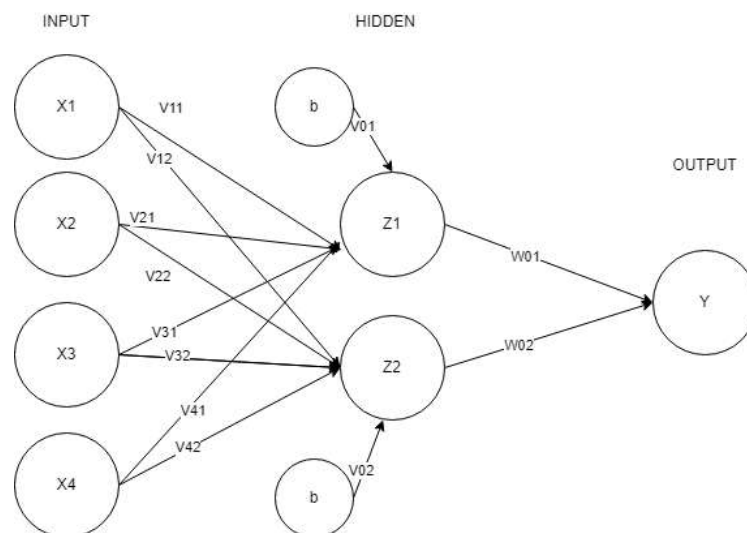 INPUT
HIDDEN
OUTPUT
X1
X2
X3
X4
V11
V12
V21
V22
V31
V32
V41
V42
b
V01
Z1
Z2
V02
b
W01
W02
Y